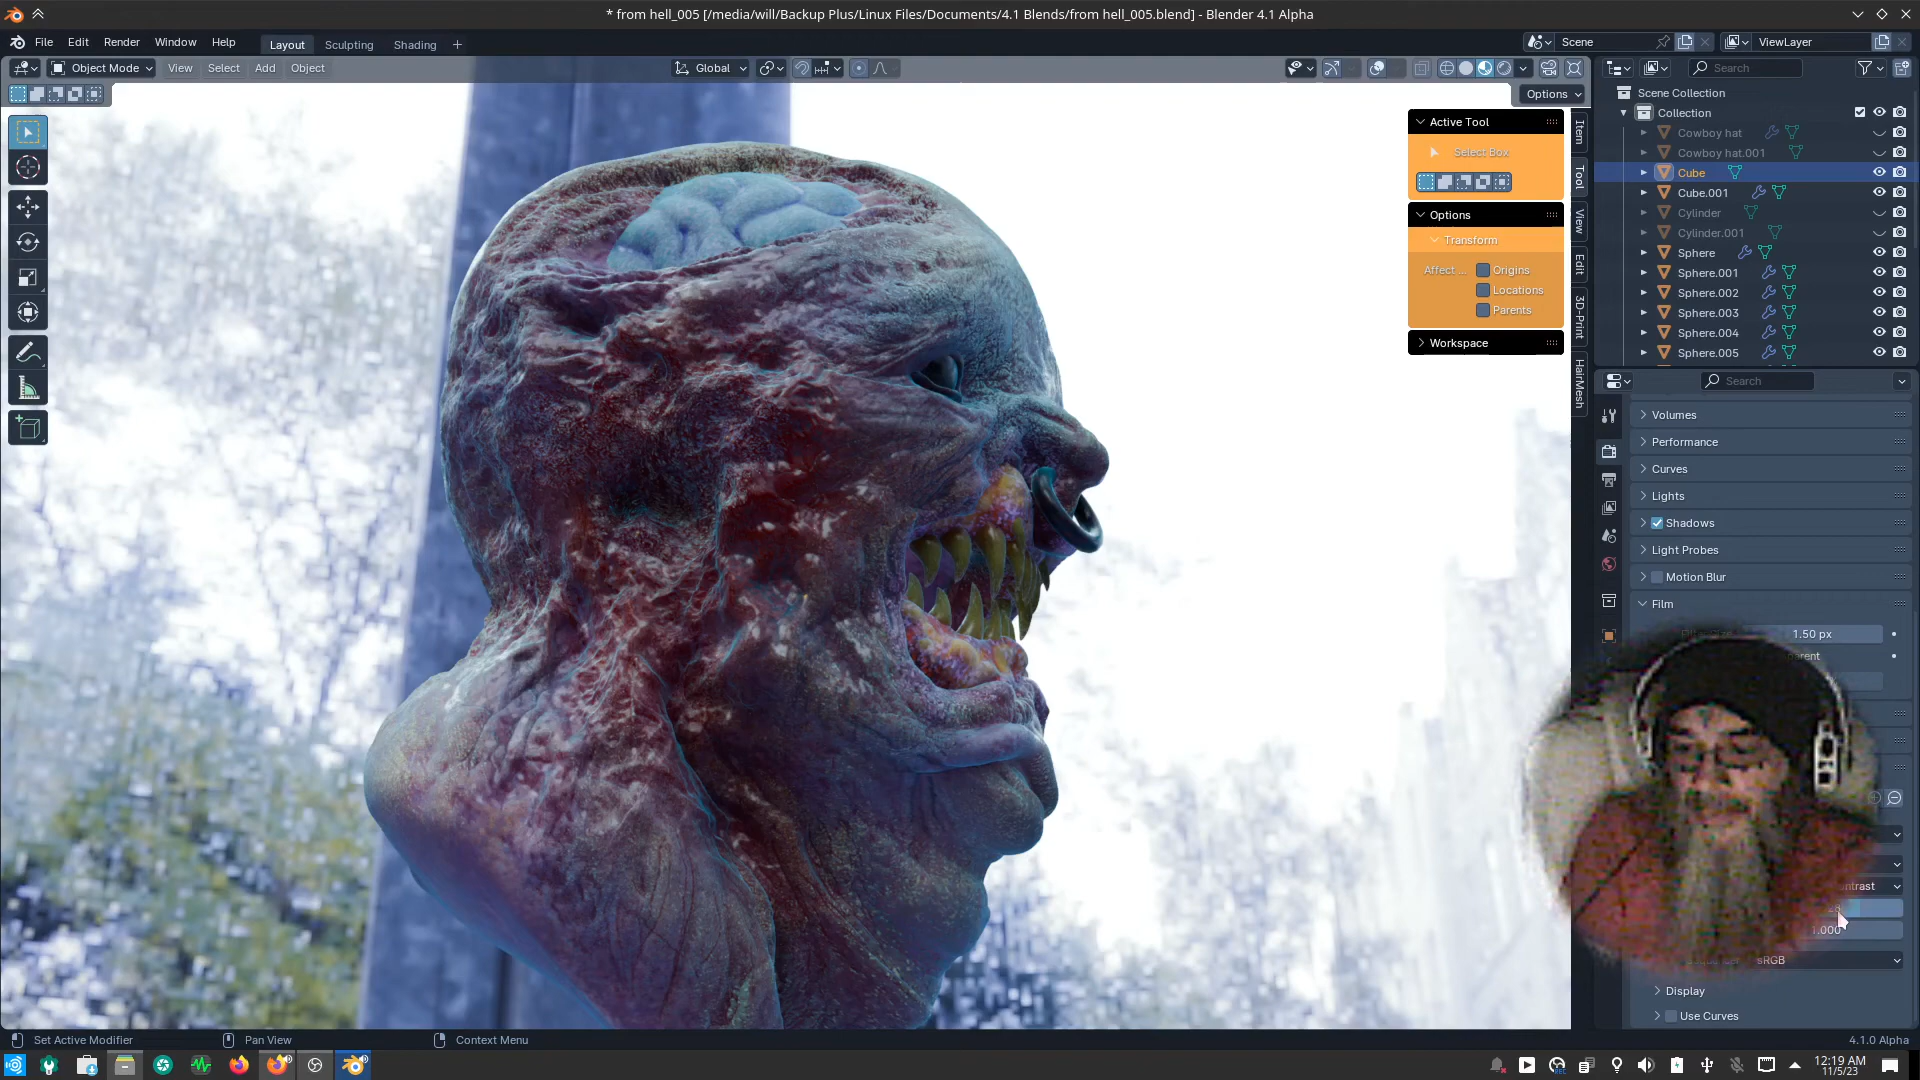 * from hell_005 [/media/will/Backup Plus/Linux Files/Documents/4.1 Blends/from hell_005.blend] - Blender 4.1 Alpha
File Edit Render Window Help Layout Sculpting Shading + Scene ViewLayer
Object Mode View Select Add Object Global Search
Options
Scene Collection
Collection
Cowboy hat
Cowboy hat.001
Cube
Cube.001
Cylinder
Cylinder.001
Sphere
Sphere.001
Sphere.002
Sphere.003
Sphere.004
Sphere.005
Active Tool
Select Box
Options
Transform
Affect ... Origins
Locations
Parents
Workspace
Item
Tool
View
Edit
3D-Print
HairMesh
Search
Volumes
Performance
Curves
Lights
Shadows
Light Probes
Motion Blur
Film
1.50 px
1.000
sRGB
Display
Use Curves
Set Active Modifier Pan View Context Menu 4.1.0 Alpha
12:19 AM
11/5/23